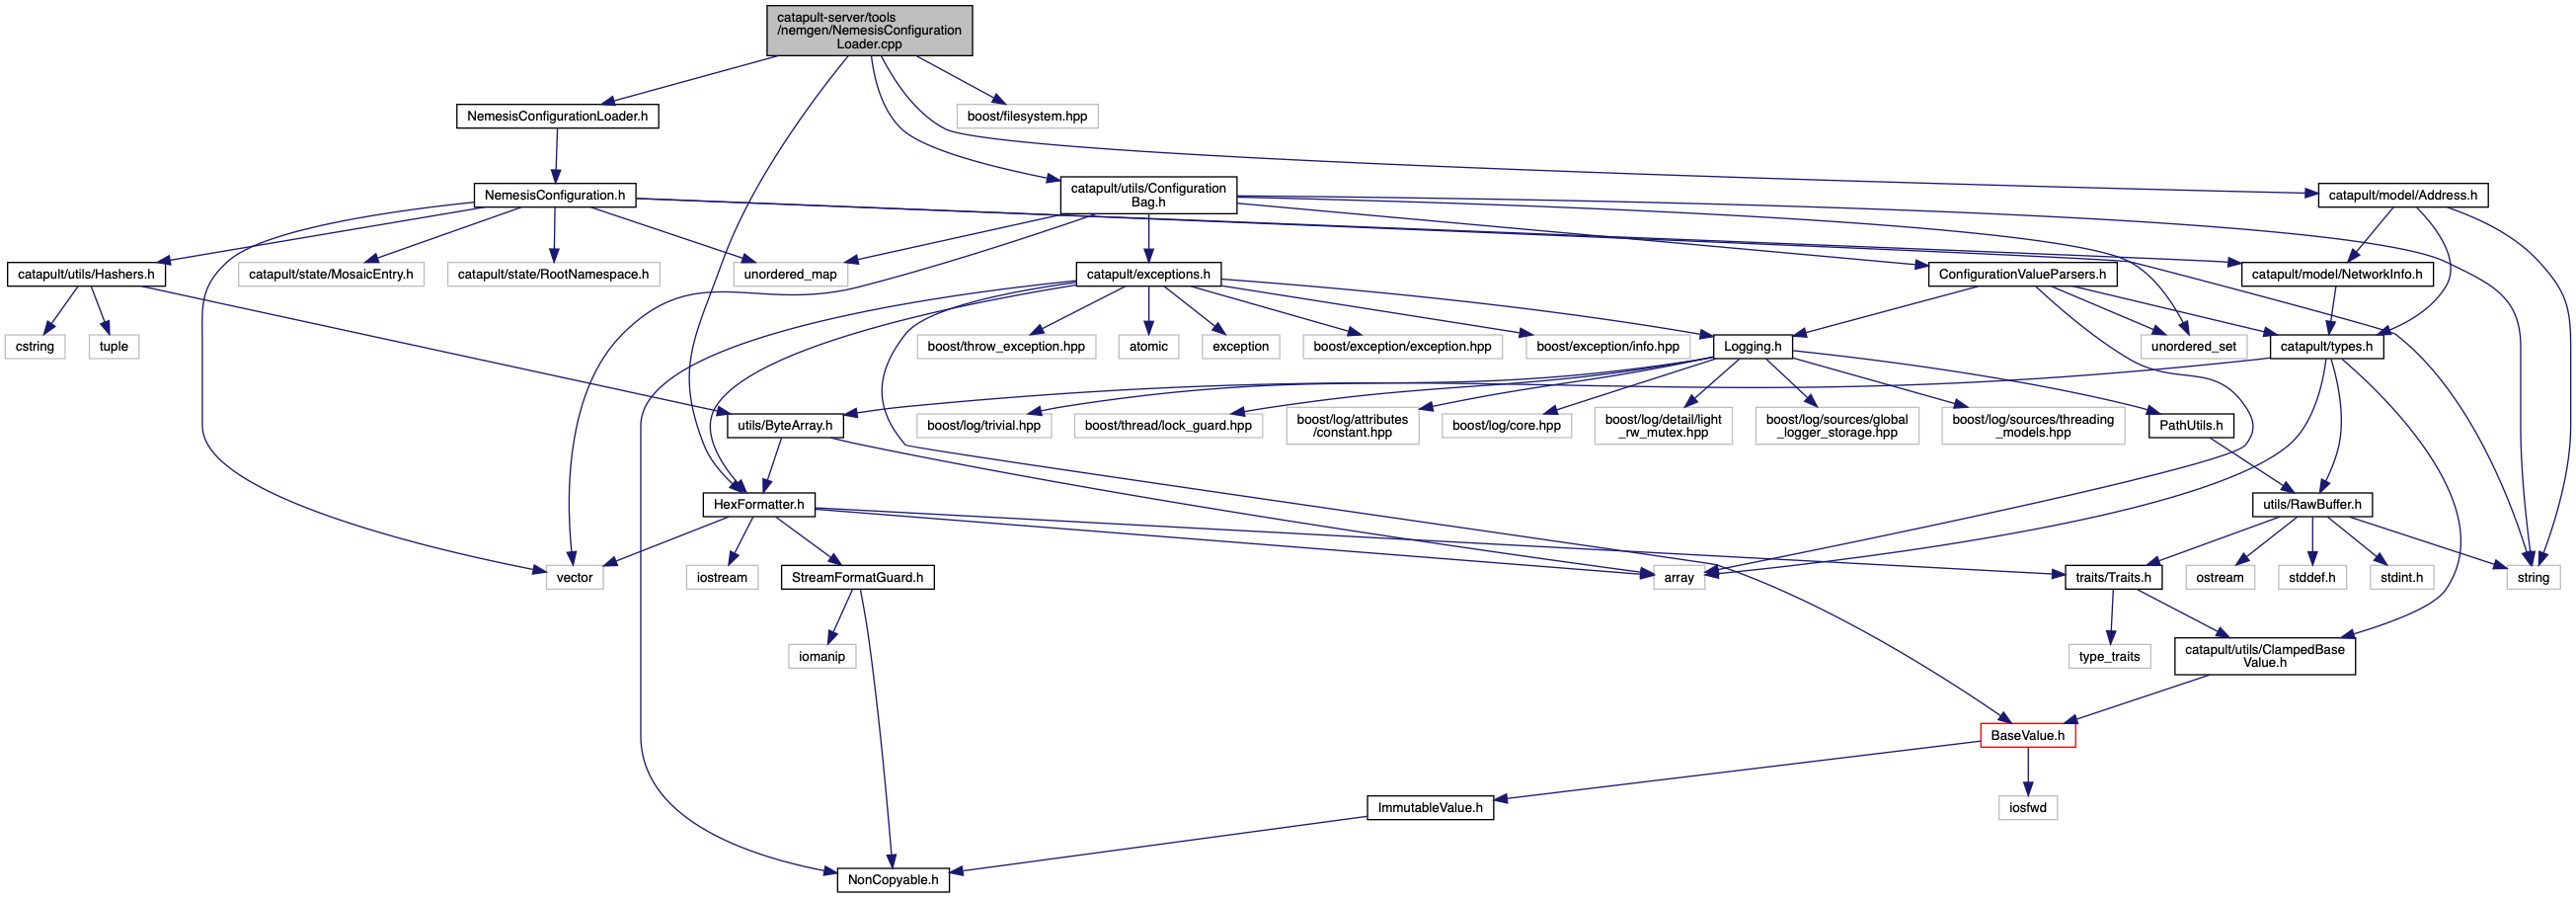 catapult-server/tools
/nemgen/NemesisConfiguration
Loader.cpp
NemesisConfigurationLoader.h
boost/filesystem.hpp
NemesisConfiguration.h
catapult/utils/Configuration
Bag.h
catapult/model/Address.h
catapult/utils/Hashers.h
catapult/state/MosaicEntry.h
catapult/state/RootNamespace.h
unordered_map
catapult/exceptions.h
ConfigurationValueParsers.h
catapult/model/NetworkInfo.h
cstring
tuple
boost/throw_exception.hpp
atomic
exception
boost/exception/exception.hpp
boost/exception/info.hpp
Logging.h
unordered_set
catapult/types.h
utils/ByteArray.h
boost/log/trivial.hpp
boost/thread/lock_guard.hpp
boost/log/attributes
/constant.hpp
boost/log/core.hpp
boost/log/detail/light
_rw_mutex.hpp
boost/log/sources/global
_logger_storage.hpp
boost/log/sources/threading
_models.hpp
PathUtils.h
HexFormatter.h
utils/RawBuffer.h
vector
iostream
StreamFormatGuard.h
array
traits/Traits.h
ostream
stddef.h
stdint.h
string
iomanip
type_traits
catapult/utils/ClampedBase
Value.h
BaseValue.h
ImmutableValue.h
iosfwd
NonCopyable.h